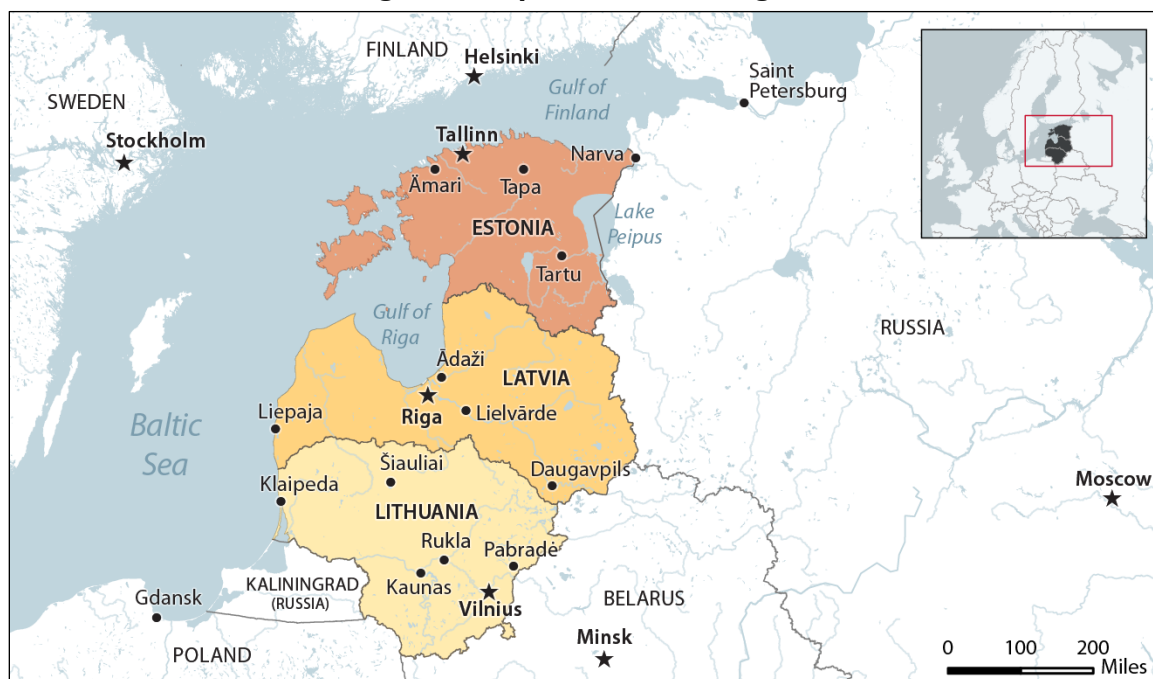 FINLAND
Helsinki
SWEDEN
Stockholm
Gulf of
Finland
Saint
Petersburg
Tallinn
Narva
Ämari
Tapa
ESTONIA
Lake
Peipus
Tartu
Gulf of
Riga
RUSSIA
Ādaži
LATVIA
Liepaja
Riga
Lielvārde
Baltic
Sea
Šiauliai
Daugavpils
Klaipeda
LITHUANIA
Moscow
Rukla
Pabradė
KALININGRAD
(RUSSIA)
Kaunas
Vilnius
BELARUS
Gdansk
Minsk
POLAND
0 100 200
Miles